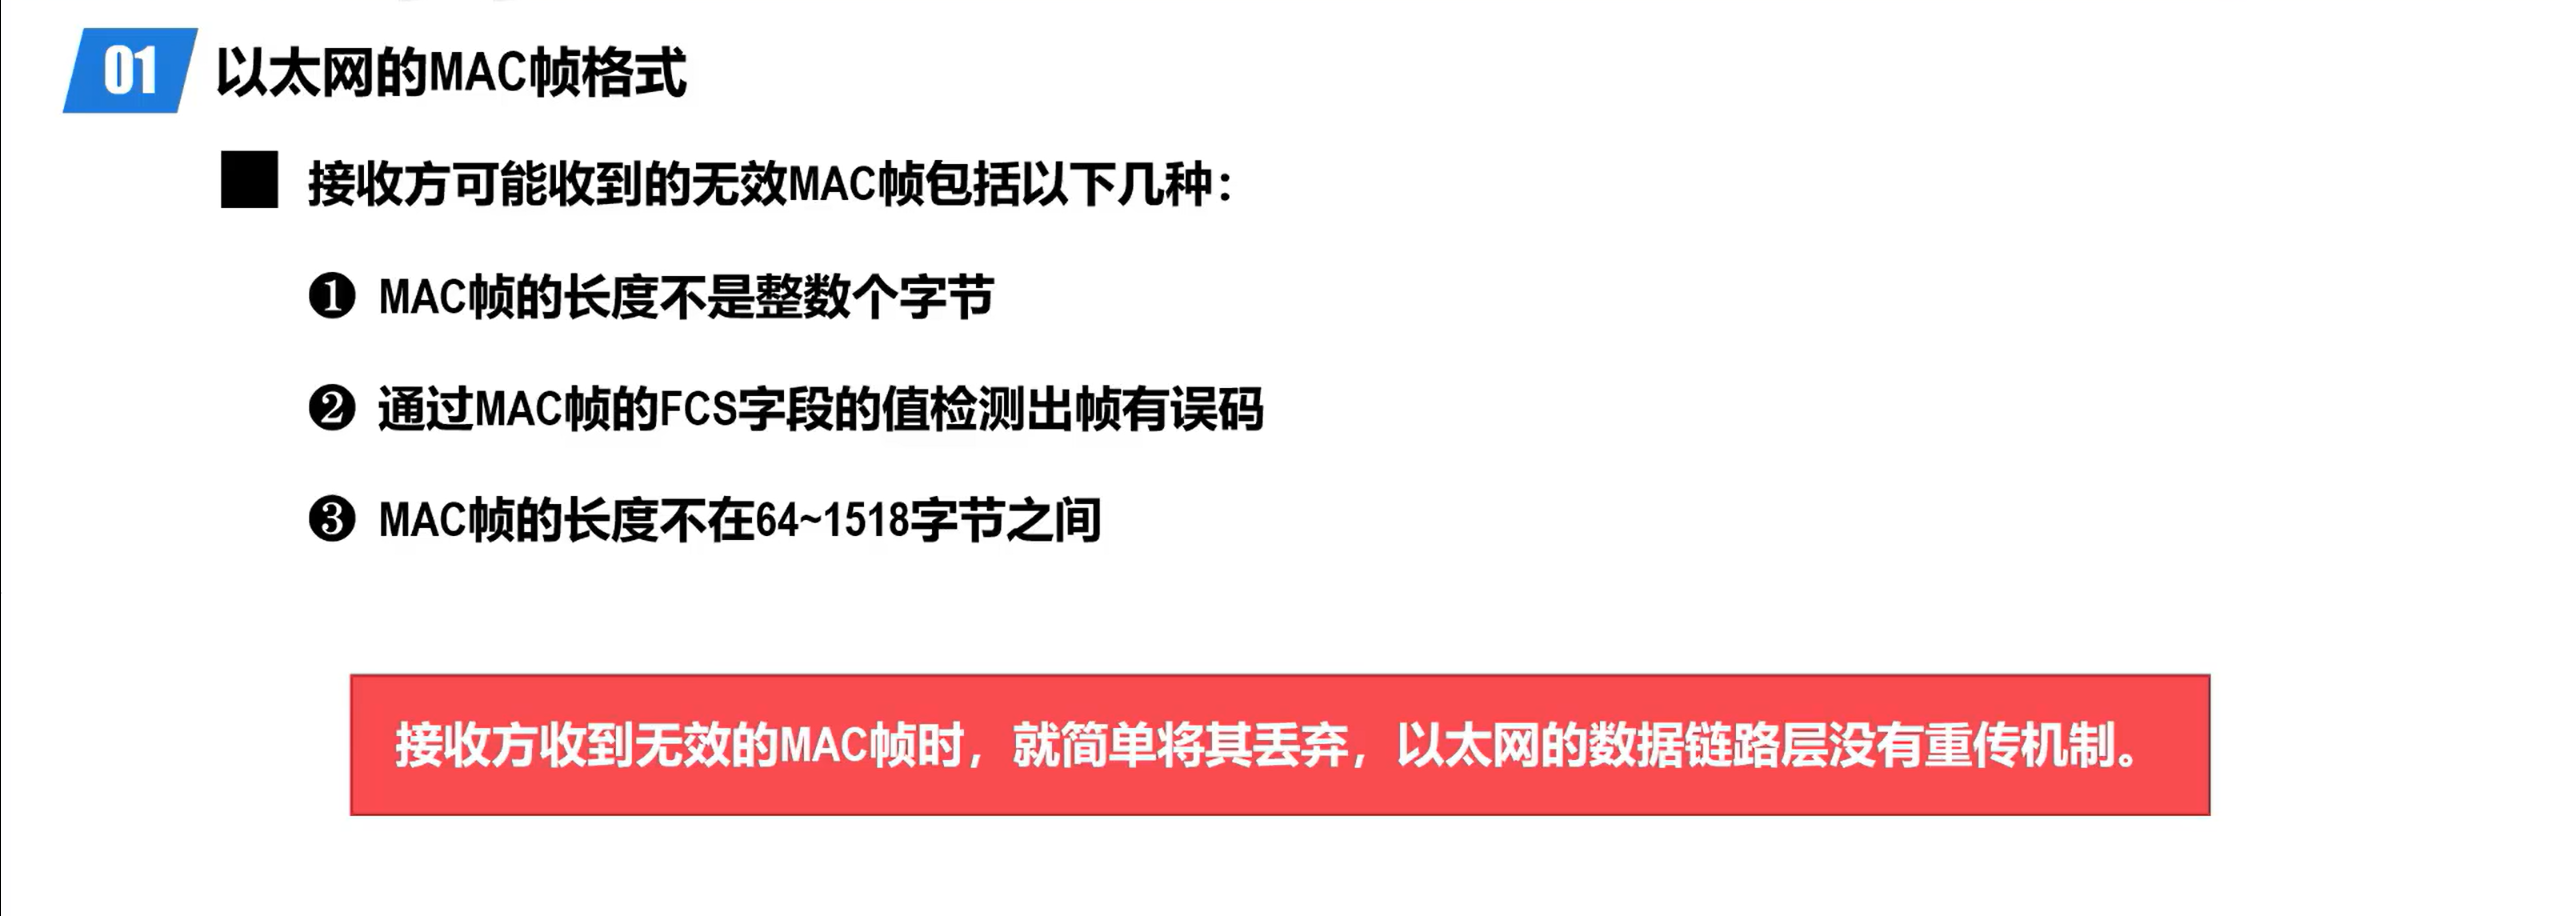 01 以太网的MAC帧格式
接收方可能收到的无效MAC帧包括以下几种：
❶ MAC帧的长度不是整数个字节
❷ 通过MAC帧的FCS字段的值检测出帧有误码
❸ MAC帧的长度不在64~1518字节之间
接收方收到无效的MAC帧时，就简单将其丢弃，以太网的数据链路层没有重传机制。